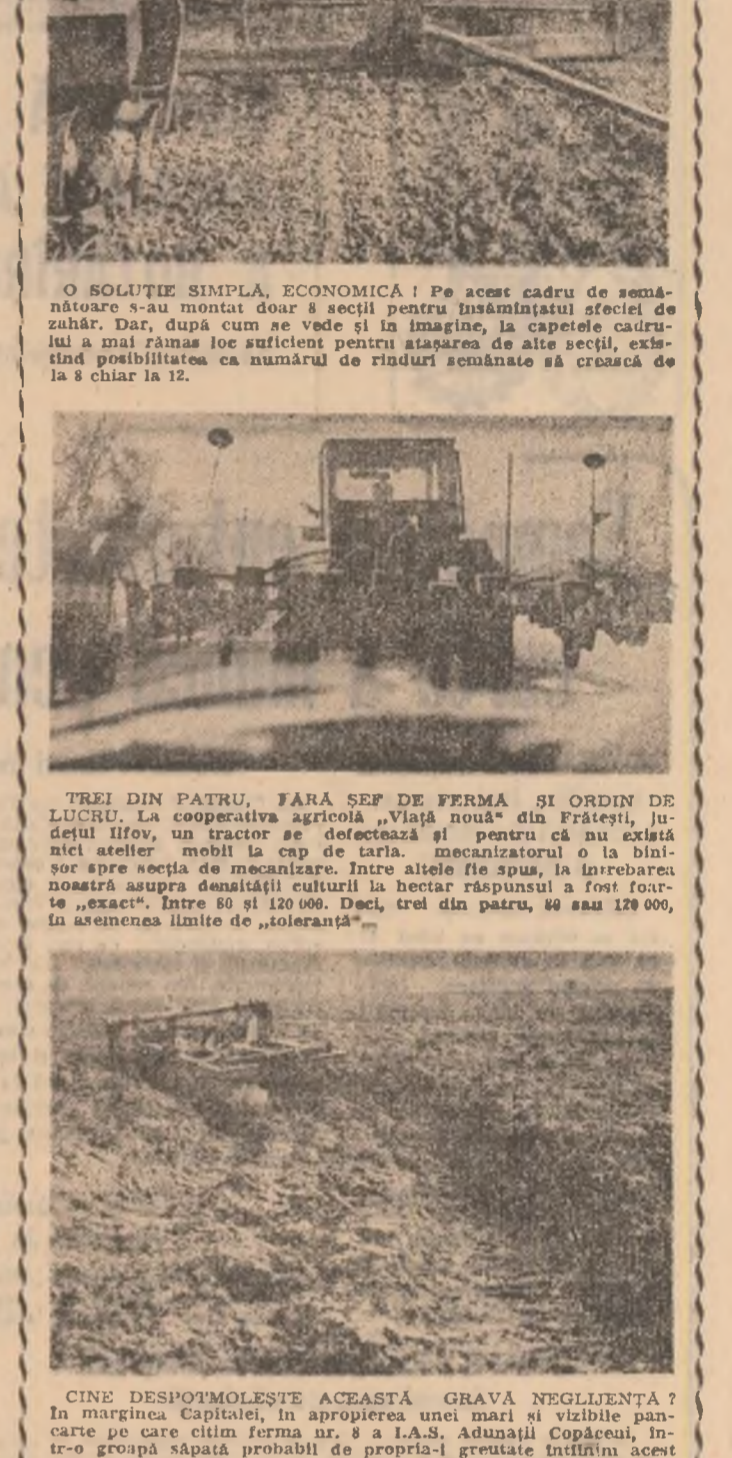 O SOLUȚIE SIMPLĂ, ECONOMICĂ ! Pe acest cadru de semă-
nătoare s-au montat doar 8 secții pentru însămînțatul sfeclei de
zahăr. Dar, după cum se vede și în imagine, la capetele cadru-
lui a mai rămas loc suficient pentru atașarea de alte secții, exis-
tînd posibilitatea ca numărul de rînduri semănate să crească de
la 8 chiar la 12.
TREI DIN PATRU, FĂRĂ ȘEF DE FERMĂ ȘI ORDIN DE
LUCRU. La cooperativa agricolă „Viață nouă“ din Frătești, ju-
dețul Ilfov, un tractor se defectează și pentru că nu există
nici atelier mobil la cap de tarla, mecanizatorul o ia bini-
șor spre secția de mecanizare. Între altele fie spus, la întrebarea
noastră asupra densității culturii la hectar răspunsul a fost foar-
te „exact“. Între 80 și 120 000. Deci, trei din patru, 80 sau 120 000,
în asemenea limite de „toleranță“...
CINE DESPOTMOLEȘTE ACEASTĂ GRAVĂ NEGLIJENȚĂ ?
În marginea Capitalei, în apropierea unei mari și vizibile pan-
carte pe care citim ferma nr. 8 a I.A.S. Adunații Copăceni, în-
tr-o groapă săpată probabil de propria-i greutate întîlnim acest